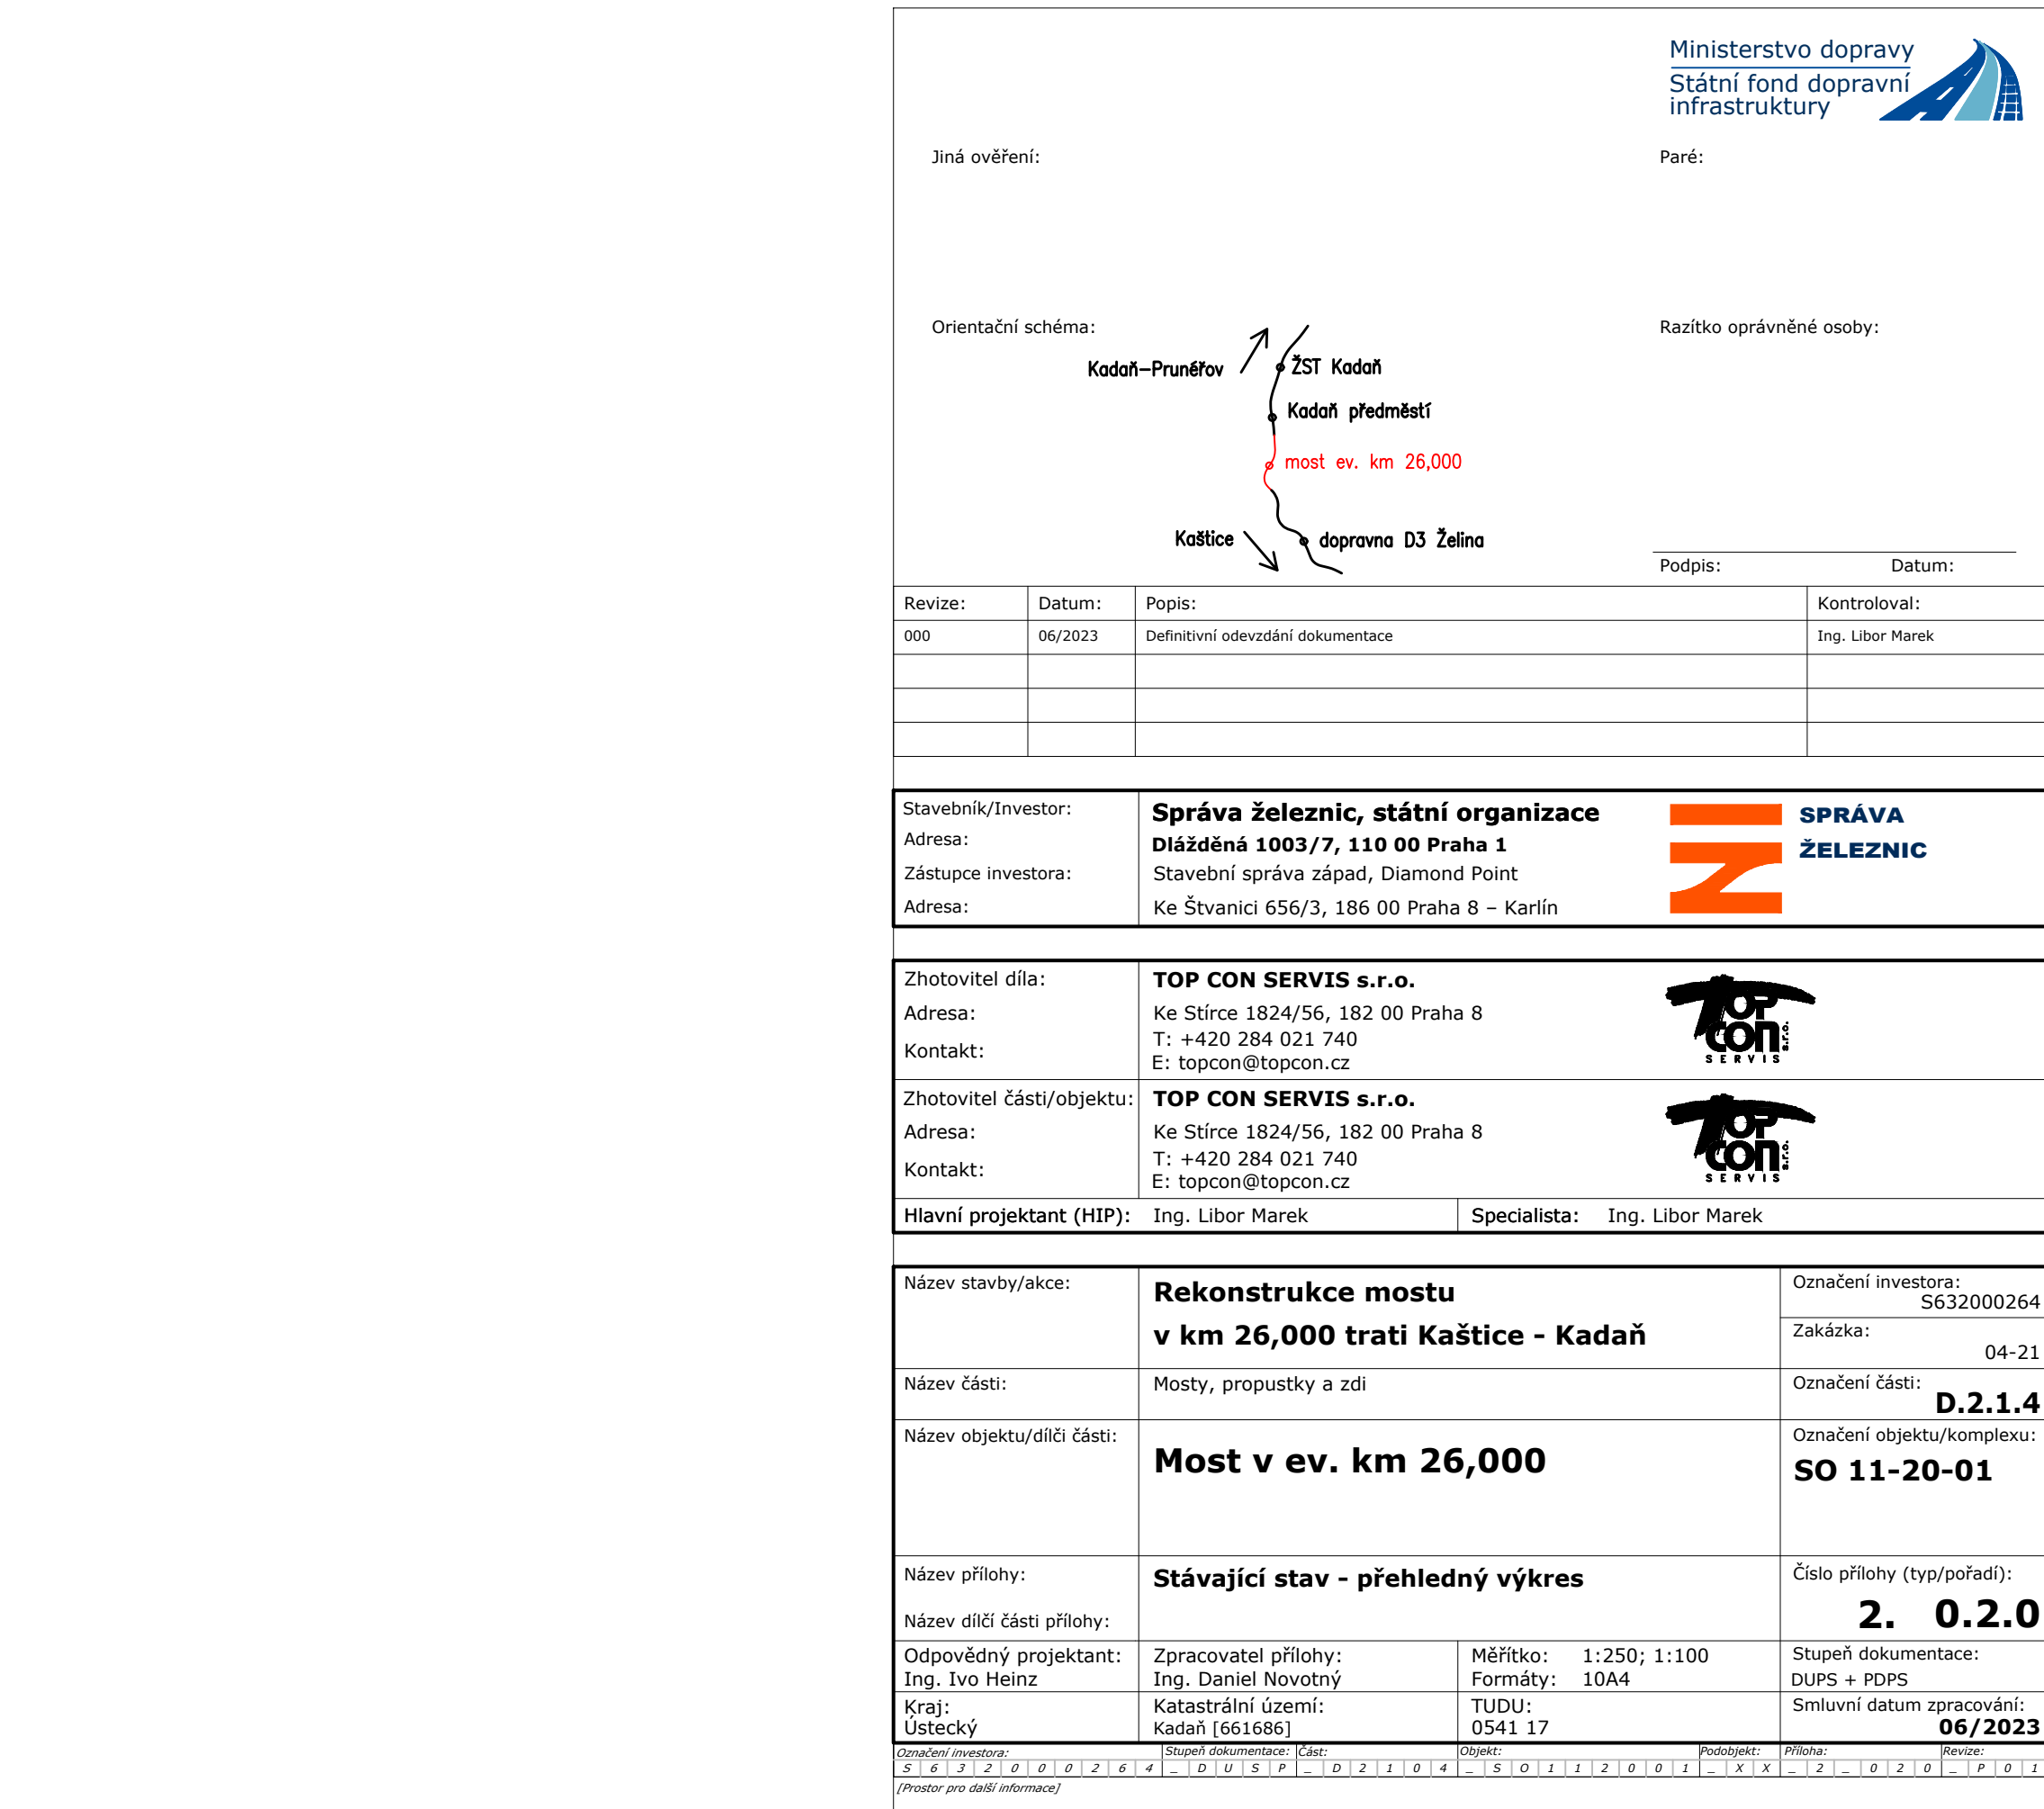 Ministerstvo dopravy
Státní fond dopravní
infrastruktury
Jiná ověření:
Paré:
Orientační schéma:
Razítko oprávněné osoby:
Kadaň-Prunéřov
ŽST Kadaň
Kadaň předměstí
most ev. km 26,000
Kaštice
dopravna D3 Želina
Podpis: Datum:
Revize: Datum: Popis: Kontroloval:
000 06/2023 Definitivní odevzdání dokumentace Ing. Libor Marek
Stavebník/Investor: Správa železnic, státní organizace
Adresa: Dlážděná 1003/7, 110 00 Praha 1
Zástupce investora: Stavební správa západ, Diamond Point
Adresa: Ke Štvanici 656/3, 186 00 Praha 8 – Karlín
SPRÁVA
ŽELEZNIC
Zhotovitel díla: TOP CON SERVIS s.r.o.
Adresa: Ke Stírce 1824/56, 182 00 Praha 8
Kontakt: T: +420 284 021 740
E: topcon@topcon.cz
TOP
CON s.r.o.
SERVIS
Zhotovitel části/objektu: TOP CON SERVIS s.r.o.
Adresa: Ke Stírce 1824/56, 182 00 Praha 8
Kontakt: T: +420 284 021 740
E: topcon@topcon.cz
TOP
CON s.r.o.
SERVIS
Hlavní projektant (HIP): Ing. Libor Marek Specialista: Ing. Libor Marek
Název stavby/akce: Rekonstrukce mostu
v km 26,000 trati Kaštice - Kadaň
Označení investora:
S632000264
Zakázka:
04-21
Název části: Mosty, propustky a zdi
Označení části:
D.2.1.4
Název objektu/dílči části: Most v ev. km 26,000
Označení objektu/komplexu:
SO 11-20-01
Název přílohy: Stávající stav - přehledný výkres
Číslo přílohy (typ/pořadí):
2. 0.2.0
Název dílčí části přílohy:
Odpovědný projektant: Zpracovatel přílohy: Měřítko: 1:250; 1:100 Stupeň dokumentace:
Ing. Ivo Heinz Ing. Daniel Novotný Formáty: 10A4 DUPS + PDPS
Kraj: Katastrální území: TUDU: Smluvní datum zpracování:
Ústecký Kadaň [661686] 0541 17 06/2023
Označení investora: Stupeň dokumentace: Část: Objekt: Podobjekt: Příloha: Revize:
S 6 3 2 0 0 0 2 6 4 _ D U S P _ D 2 1 0 4 _ S O 1 1 2 0 0 1 _ X X _ 2 _ 0 2 0 _ P 0 1
[Prostor pro další informace]